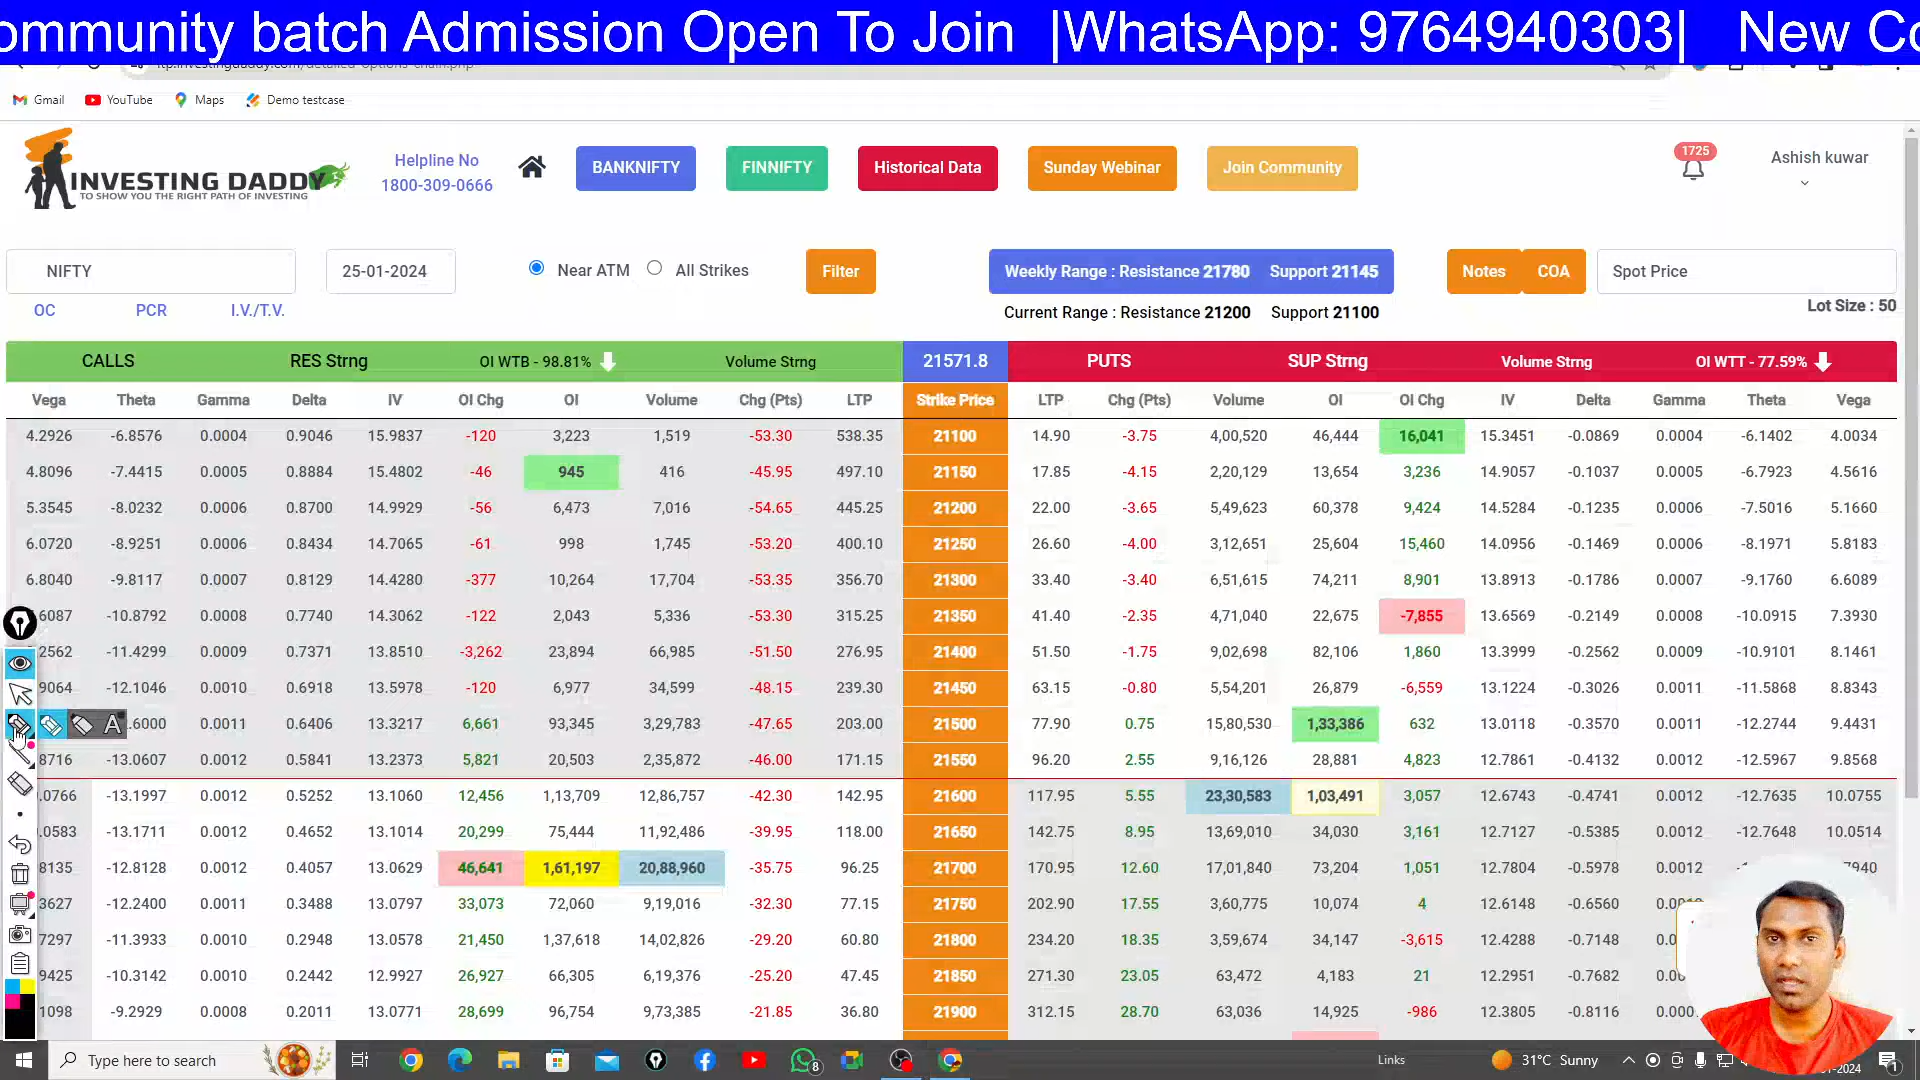 ommunity batch Admission Open To Join |WhatsApp: 9764940303| New Co
Gmail YouTube Maps Demo testcase
INVESTING DADDY
TO SHOW YOU THE RIGHT PATH OF INVESTING
Helpline No
1800-309-0666
BANKNIFTY FINNIFTY Historical Data Sunday Webinar Join Community
1725
Ashish kuwar
NIFTY 25-01-2024 Near ATM All Strikes Filter
Weekly Range : Resistance 21780 Support 21145
Notes COA Spot Price
OC PCR I.V./T.V.
Current Range : Resistance 21200 Support 21100
Lot Size : 50
CALLS RES Strng OI WTB - 98.81% Volume Strng 21571.8 PUTS SUP Strng Volume Strng OI WTT - 77.59%
Vega Theta Gamma Delta IV OI Chg OI Volume Chg (Pts) LTP Strike Price LTP Chg (Pts) Volume OI OI Chg IV Delta Gamma Theta Vega
4.2926 -6.8576 0.0004 0.9046 15.9837 -120 3,223 1,519 -53.30 538.35 21100 14.90 -3.75 4,00,520 46,444 16,041 15.3451 -0.0869 0.0004 -6.1402 4.0034
4.8096 -7.4415 0.0005 0.8884 15.4802 -46 945 416 -45.95 497.10 21150 17.85 -4.15 2,20,129 13,654 3,236 14.9057 -0.1037 0.0005 -6.7923 4.5616
5.3545 -8.0232 0.0006 0.8700 14.9929 -56 6,473 7,016 -54.65 445.25 21200 22.00 -3.65 5,49,623 60,378 9,424 14.5284 -0.1235 0.0006 -7.5016 5.1660
6.0720 -8.9251 0.0006 0.8434 14.7065 -61 998 1,745 -53.20 400.10 21250 26.60 -4.00 3,12,651 25,604 15,460 14.0956 -0.1469 0.0006 -8.1971 5.8183
6.8040 -9.8117 0.0007 0.8129 14.4280 -377 10,264 17,704 -53.35 356.70 21300 33.40 -3.40 6,51,615 74,211 8,901 13.8913 -0.1786 0.0007 -9.1760 6.6089
.6087 -10.8792 0.0008 0.7740 14.3062 -122 2,043 5,336 -53.30 315.25 21350 41.40 -2.35 4,71,040 22,675 -7,855 13.6569 -0.2149 0.0008 -10.0915 7.3930
.2562 -11.4299 0.0009 0.7371 13.8510 -3,262 23,894 66,985 -51.50 276.95 21400 51.50 -1.75 9,02,698 82,106 1,860 13.3999 -0.2562 0.0009 -10.9101 8.1461
.9064 -12.1046 0.0010 0.6918 13.5978 -120 6,977 34,599 -48.15 239.30 21450 63.15 -0.80 5,54,201 26,879 -6,559 13.1224 -0.3026 0.0011 -11.5868 8.8343
A .6000 0.0011 0.6406 13.3217 6,661 93,345 3,29,783 -47.65 203.00 21500 77.90 0.75 15,80,530 1,33,386 632 13.0118 -0.3570 0.0011 -12.2744 9.4431
.8716 -13.0607 0.0012 0.5841 13.2373 5,821 20,503 2,35,872 -46.00 171.15 21550 96.20 2.55 9,16,126 28,881 4,823 12.7861 -0.4132 0.0012 -12.5967 9.8568
.0766 -13.1997 0.0012 0.5252 13.1060 12,456 1,13,709 12,86,757 -42.30 142.95 21600 117.95 5.55 23,30,583 1,03,491 3,057 12.6743 -0.4741 0.0012 -12.7635 10.0755
.0583 -13.1711 0.0012 0.4652 13.1014 20,299 75,444 11,92,486 -39.95 118.00 21650 142.75 8.95 13,69,010 34,030 3,161 12.7127 -0.5385 0.0012 -12.7648 10.0514
8135 -12.8128 0.0012 0.4057 13.0629 46,641 1,61,197 20,88,960 -35.75 96.25 21700 170.95 12.60 17,01,840 73,204 1,051 12.7804 -0.5978 0.0012 7940
3627 -12.2400 0.0011 0.3488 13.0797 33,073 72,060 9,19,016 -32.30 77.15 21750 202.90 17.55 3,60,775 10,074 4 12.6148 -0.6560
7297 -11.3933 0.0010 0.2948 13.0578 21,450 1,37,618 14,02,826 -29.20 60.80 21800 234.20 18.35 3,59,674 34,147 -3,615 12.4288 -0.7148 0.0
9425 -10.3142 0.0010 0.2442 12.9927 26,927 66,305 6,19,376 -25.20 47.45 21850 271.30 23.05 63,472 4,183 21 12.2951 -0.7682
1098 -9.2929 0.0008 0.2011 13.0771 28,699 96,754 9,73,385 -21.85 36.80 21900 312.15 28.70 63,036 14,925 -986 12.3805 -0.8116 0.000
Type here to search 8 Links 31°C Sunny -2024 1